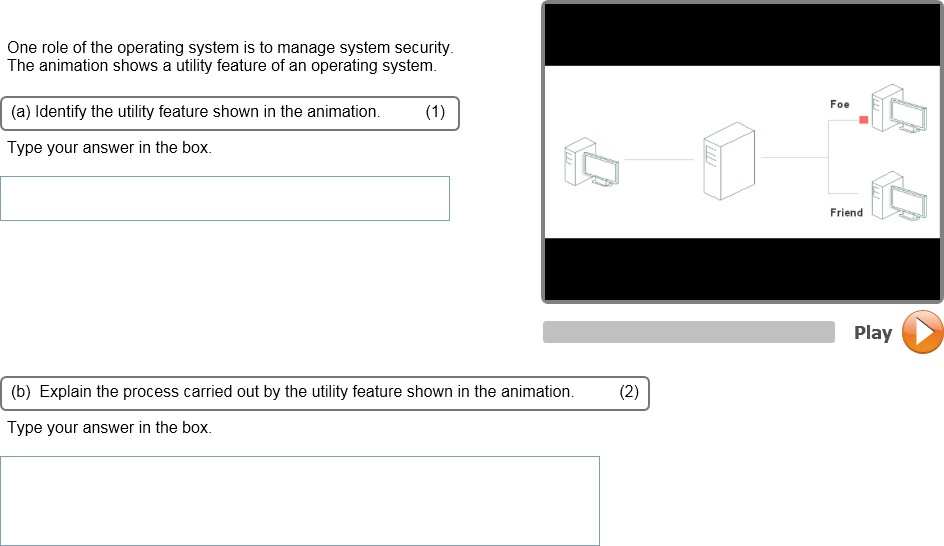 One role of the operating system is to manage system security.
The animation shows a utility feature of an operating system.
(a) Identify the utility feature shown in the animation. (1)
Type your answer in the box.
Foe
Friend
Play
(b) Explain the process carried out by the utility feature shown in the animation. (2)
Type your answer in the box.